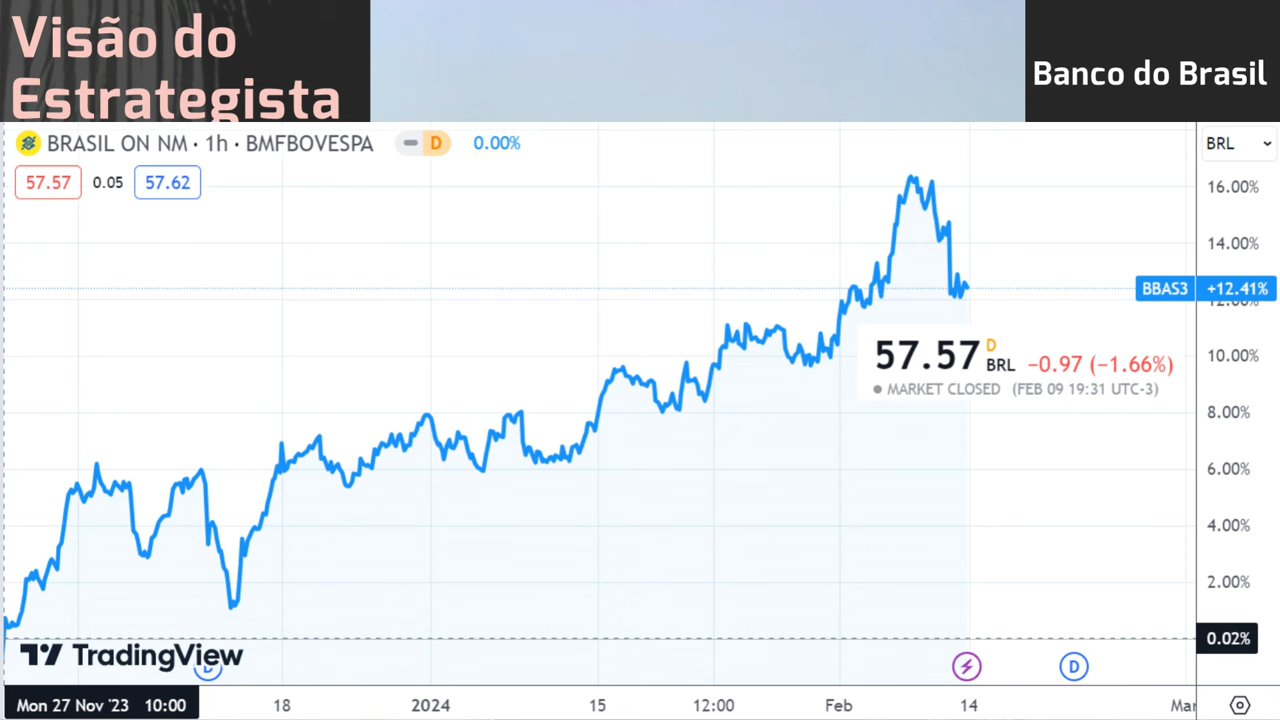 Visão do
Estrategista
Banco do Brasil
BRASIL ON NM · 1h · BMFBOVESPA
D
0.00%
BRL
57.57
0.05
57.62
16.00%
14.00%
BBAS3
+12.41%
12.00%
57.57 D BRL −0.97 (−1.66%)
MARKET CLOSED (FEB 09 19:31 UTC-3)
10.00%
8.00%
6.00%
4.00%
2.00%
0.02%
TradingView
D
D
Mon 27 Nov '23 10:00
18
2024
15
12:00
Feb
14
Mar